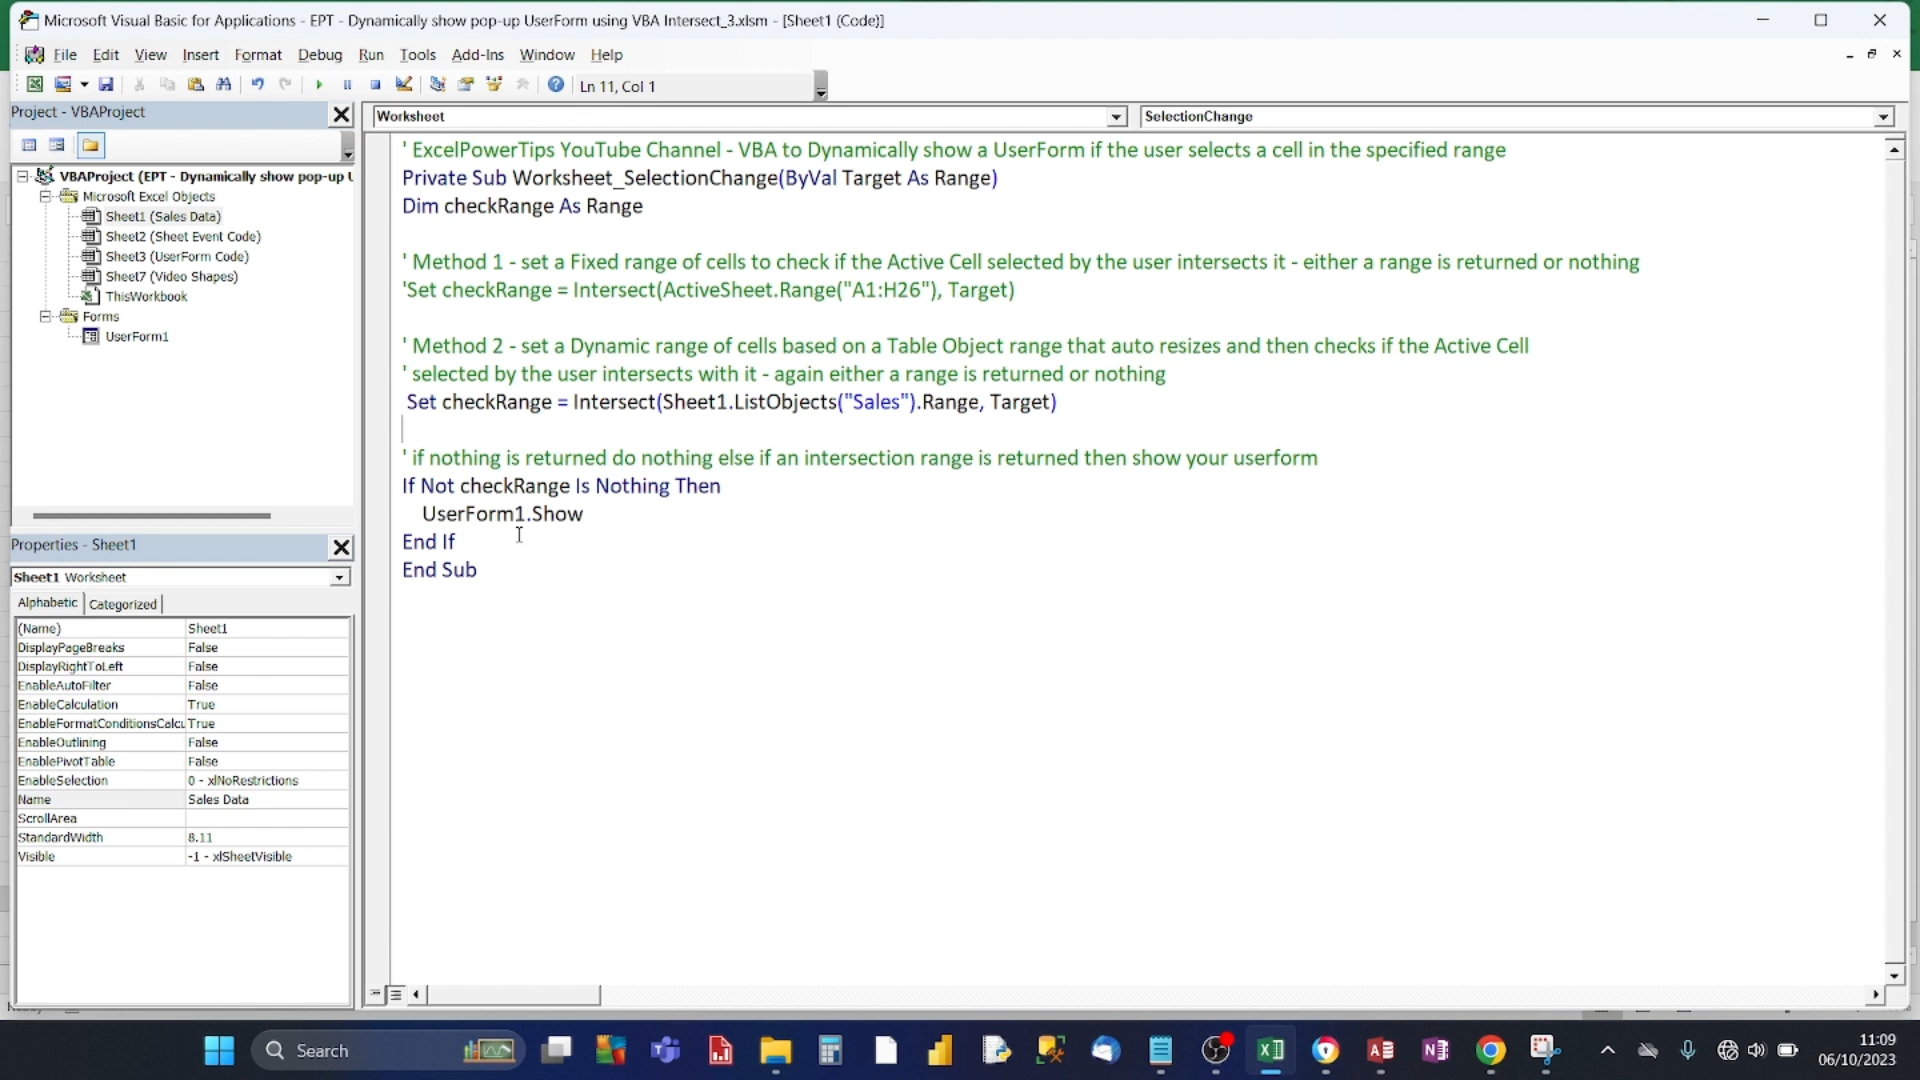 Microsoft Visual Basic for Applications - EPT - Dynamically show pop-up UserForm using VBA Intersect_3.xlsm - [Sheet1 (Code)]
File Edit View Insert Format Debug Run Tools Add-Ins Window Help
Ln 11, Col 1
Project - VBAProject
VBAProject (EPT - Dynamically show pop-up U
Microsoft Excel Objects
Sheet1 (Sales Data)
Sheet2 (Sheet Event Code)
Sheet3 (UserForm Code)
Sheet7 (Video Shapes)
ThisWorkbook
Forms
UserForm1
Properties - Sheet1
Sheet1 Worksheet
Alphabetic Categorized
(Name) Sheet1
DisplayPageBreaks False
DisplayRightToLeft False
EnableAutoFilter False
EnableCalculation True
EnableFormatConditionsCalcu True
EnableOutlining False
EnablePivotTable False
EnableSelection 0 - xlNoRestrictions
Name Sales Data
ScrollArea
StandardWidth 8.11
Visible -1 - xlSheetVisible
Worksheet SelectionChange
' ExcelPowerTips YouTube Channel - VBA to Dynamically show a UserForm if the user selects a cell in the specified range
Private Sub Worksheet_SelectionChange(ByVal Target As Range)
Dim checkRange As Range
' Method 1 - set a Fixed range of cells to check if the Active Cell selected by the user intersects it - either a range is returned or nothing
'Set checkRange = Intersect(ActiveSheet.Range("A1:H26"), Target)
' Method 2 - set a Dynamic range of cells based on a Table Object range that auto resizes and then checks if the Active Cell
' selected by the user intersects with it - again either a range is returned or nothing
Set checkRange = Intersect(Sheet1.ListObjects("Sales").Range, Target)
' if nothing is returned do nothing else if an intersection range is returned then show your userform
If Not checkRange Is Nothing Then
UserForm1.Show
End If
End Sub
Search
11:09
06/10/2023